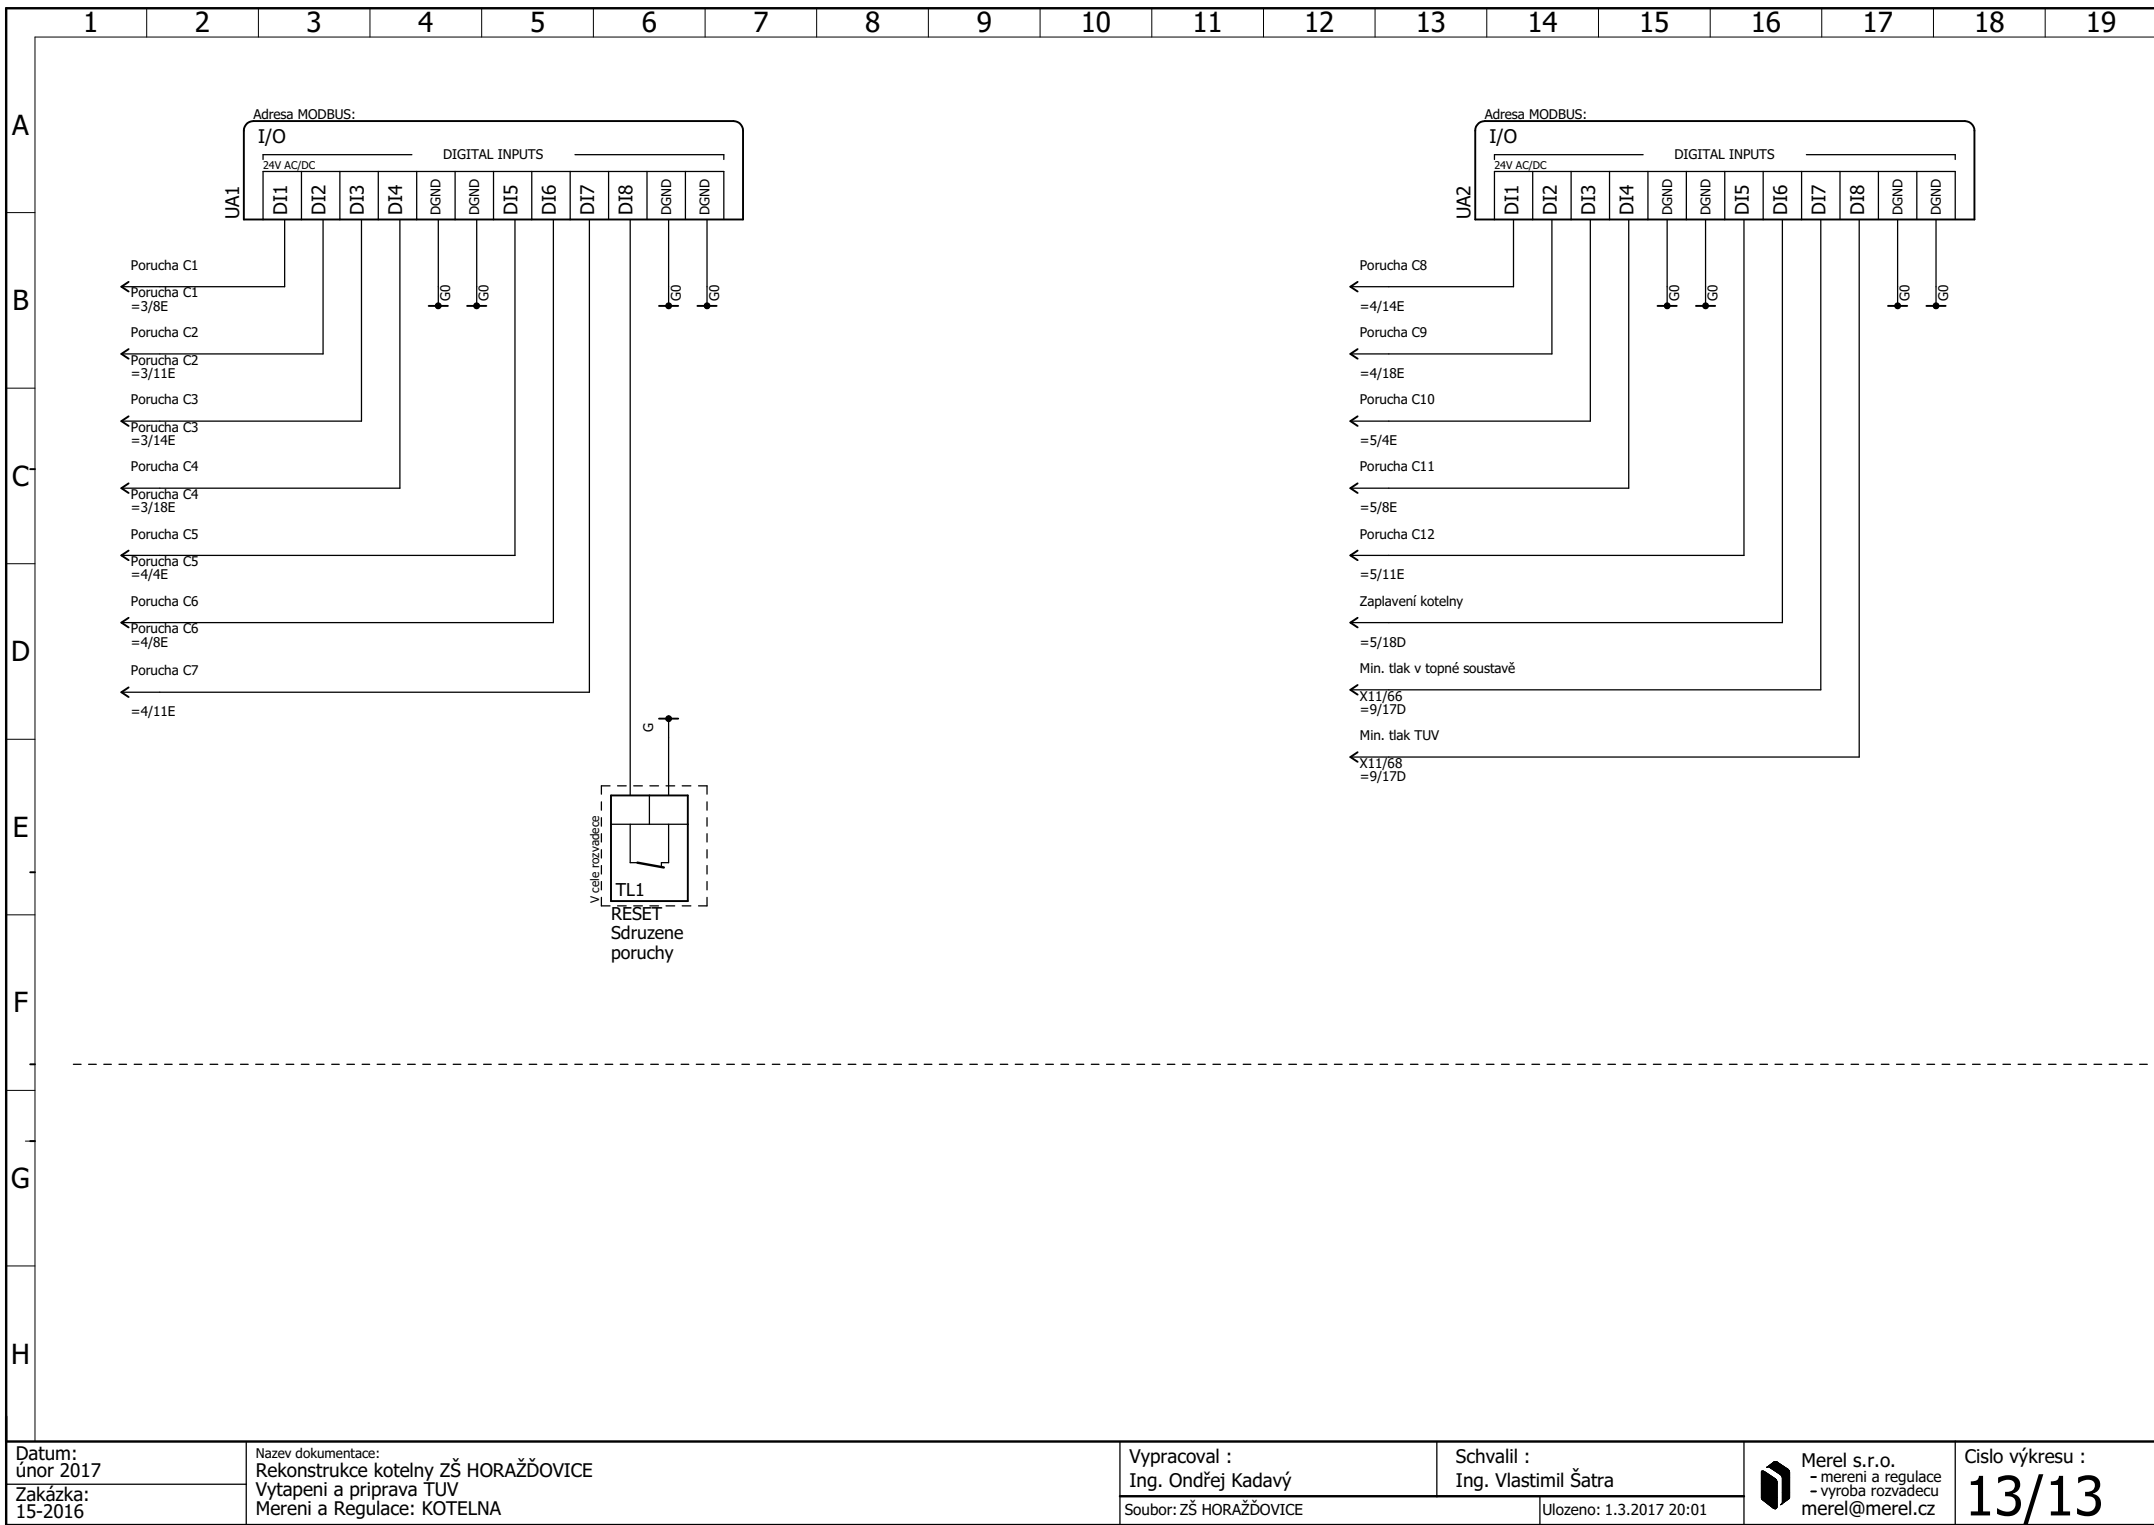 1 2 3 4 5 6 7 8 9 10 11 12 13 14 15 16 17 18 19
A
B
C
D
E
F
G
H
Adresa MODBUS:
I/O
DIGITAL INPUTS
24V AC/DC
UA1
DI1 DI2 DI3 DI4 DGND DGND DI5 DI6 DI7 DI8 DGND DGND
G0 G0 G0 G0
Porucha C1
Porucha C1
=3/8E
Porucha C2
Porucha C2
=3/11E
Porucha C3
Porucha C3
=3/14E
Porucha C4
Porucha C4
=3/18E
Porucha C5
Porucha C5
=4/4E
Porucha C6
Porucha C6
=4/8E
Porucha C7
=4/11E
G
V cele rozvadece
TL1
RESET
Sdruzene
poruchy
Adresa MODBUS:
I/O
DIGITAL INPUTS
24V AC/DC
UA2
DI1 DI2 DI3 DI4 DGND DGND DI5 DI6 DI7 DI8 DGND DGND
G0 G0 G0 G0
Porucha C8
=4/14E
Porucha C9
=4/18E
Porucha C10
=5/4E
Porucha C11
=5/8E
Porucha C12
=5/11E
Zaplavení kotelny
=5/18D
Min. tlak v topné soustavě
X11/66
=9/17D
Min. tlak TUV
X11/68
=9/17D
Datum:
únor 2017
Zakázka:
15-2016
Nazev dokumentace:
Rekonstrukce kotelny ZŠ HORAŽĎOVICE
Vytapeni a priprava TUV
Mereni a Regulace: KOTELNA
Vypracoval :
Ing. Ondřej Kadavý
Schvalil :
Ing. Vlastimil Šatra
Soubor: ZŠ HORAŽĎOVICE
Ulozeno: 1.3.2017 20:01
Merel s.r.o.
- mereni a regulace
- vyroba rozvadecu
merel@merel.cz
Cislo výkresu :
13/13